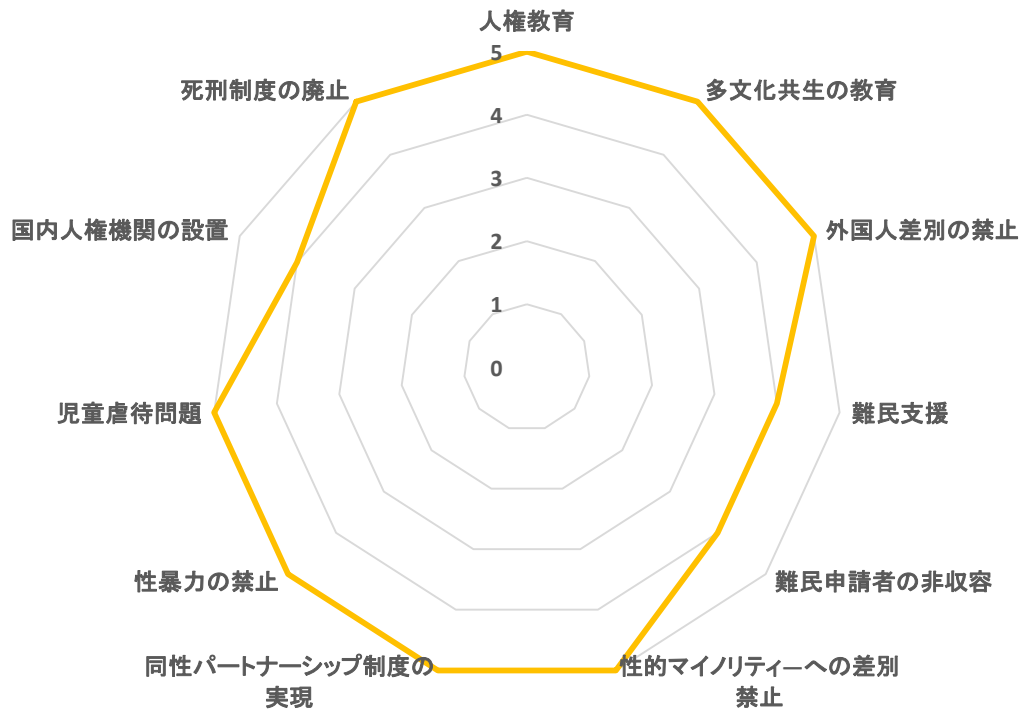 人権教育
5
死刑制度の廃止
多文化共生の教育
4
3
国内人権機関の設置
外国人差別の禁止
2
1
0
児童虐待問題
難民支援
性暴力の禁止
難民申請者の非収容
同性パートナーシップ制度の
実現
性的マイノリティ―への差別
禁止